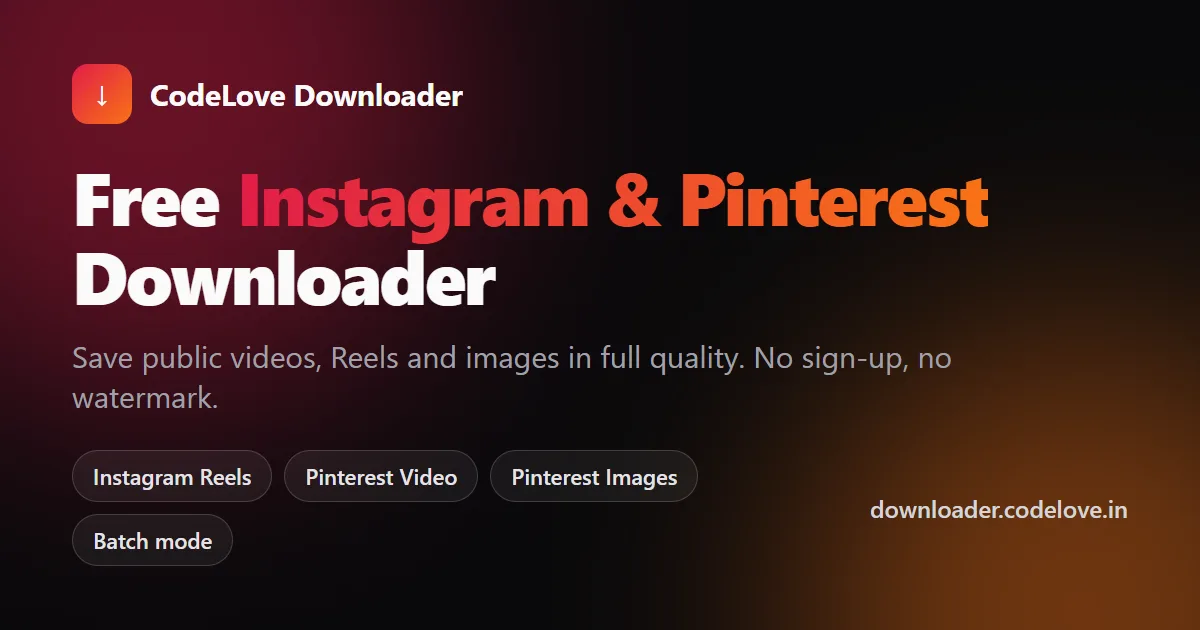 ↓ CodeLove Downloader
Free Instagram & Pinterest
Downloader
Save public videos, Reels and images in full quality. No sign-up, no
watermark.
Instagram Reels
Pinterest Video
Pinterest Images
Batch mode
downloader.codelove.in